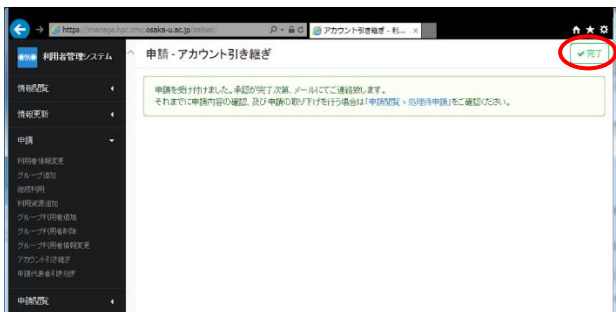 https://manage.hpc.cmc.osaka-u.ac.jp/saibed/
アカウント引き継ぎ - 利...
利用者管理システム
申請 - アカウント引き継ぎ
完了
情報閲覧
情報更新
申請
利用者情報変更
グループ追加
継続利用
利用資源追加
グループ利用者追加
グループ利用者削除
グループ利用者情報変更
アカウント引き継ぎ
申請代表者引き継ぎ
申請閲覧
申請を受け付けました。承認が完了次第、メールにてご連絡致します。
それまでに申請内容の確認、及び申請の取り下げを行う場合は「申請閲覧 > 処理待申請」をご確認ください。